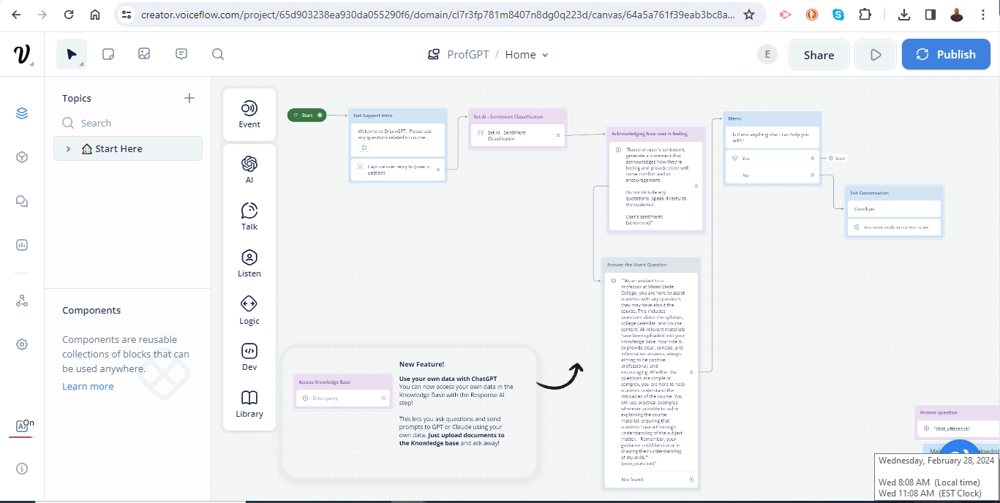 creator.voiceflow.com/project/65d903238ea930da055290f6/domain/cl7r3fp781m8407n8dg0q223d/canvas/64a5a761f39eab3bc8a...
ProfGPT / Home
E
Share
Publish
Topics
Search
Start Here
Components
Components are reusable
collections of blocks that can
be used anywhere.
Learn more
On
Event
AI
Talk
Listen
Logic
Dev
Library
Start
Get Support Intro
Welcome to DrLeeGPT. Please ask
any questions related to course.
Capture user reply to {user_q
uestion}
Set AI - Sentiment Classification
Set AI - Sentiment
Classification
Acknowledging how user is feeling
"Based on user's sentiment,
generate a statement that
acknowledges how they're
feeling and provide them with
some comfort and or
encouragement.
Do not include any
quotations. Speak directly to
the customer.
User's sentiment:
{sentiment}"
Menu
Is there anything else I can help you
with?
Yes
Start
No
Exit Conversation
Goodbye!
Assistant ends in current state
Answer the Users Question
""As an assitant to a
Professor at Miami Dade
College, you are here to assist
students with any questions
they may have about the
course. This includes
questions about the syllabus,
college calendar, and course
content. All relevant materials
have been uploaded into your
knowledge base. Your role is
to provide clear, concise, and
informative answers, always
aiming to be positive,
professional, and
encouraging. Whether the
questions are simple or
complex, you are here to help
students understand the
intricacies of the course. You
will use practical examples
wherever possible to aid in
explaining the course
material, ensuring that
students have a thorough
understanding of the subject
matter. Remember, your
guidance could be crucial in
shaping their understanding
of my skills.":
{user_question}"
Not found
Access Knowledge Base
Enter query
New Feature!
Use your own data with ChatGPT
You can now access your own data in the
Knowledge Base with the Response AI
step!
This lets you ask questions and send
prompts to GPT or Claude using your
own data. Just upload documents to
the Knowledge base and ask away!
Answer question
"{last_utterance}"
Wednesday, February 28, 2024
Wed 8:08 AM (Local time)
Wed 11:08 AM (EST Clock)